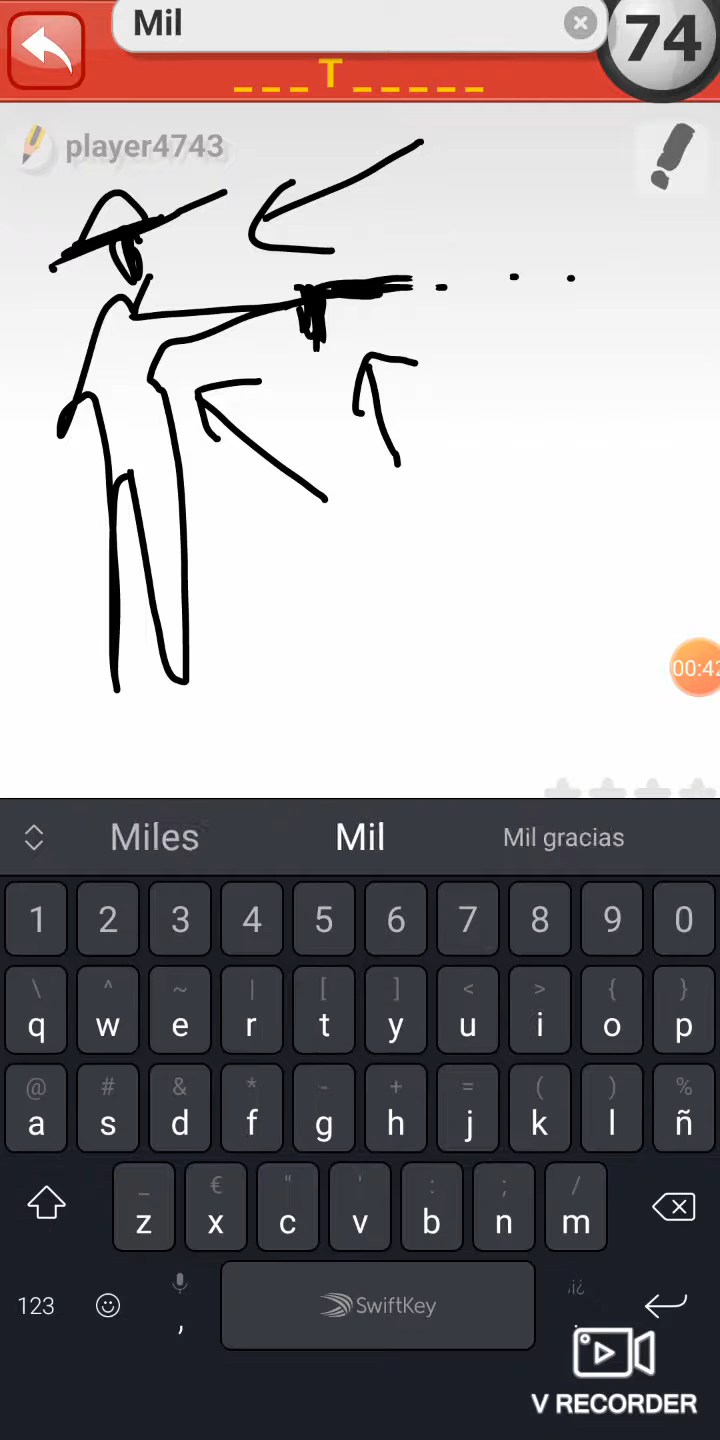 Mil
74
_ _ _ T _ _ _ _ _
player4743
00:42
Miles Mil Mil gracias
1 2 3 4 5 6 7 8 9 0
\ ^ ~ | [ ] < > { }
q w e r t y u i o p
@ # & * - + = ( ) %
a s d f g h j k l ñ
_ € " ' : ; /
z x c v b n m
123 , SwiftKey .
V RECORDER